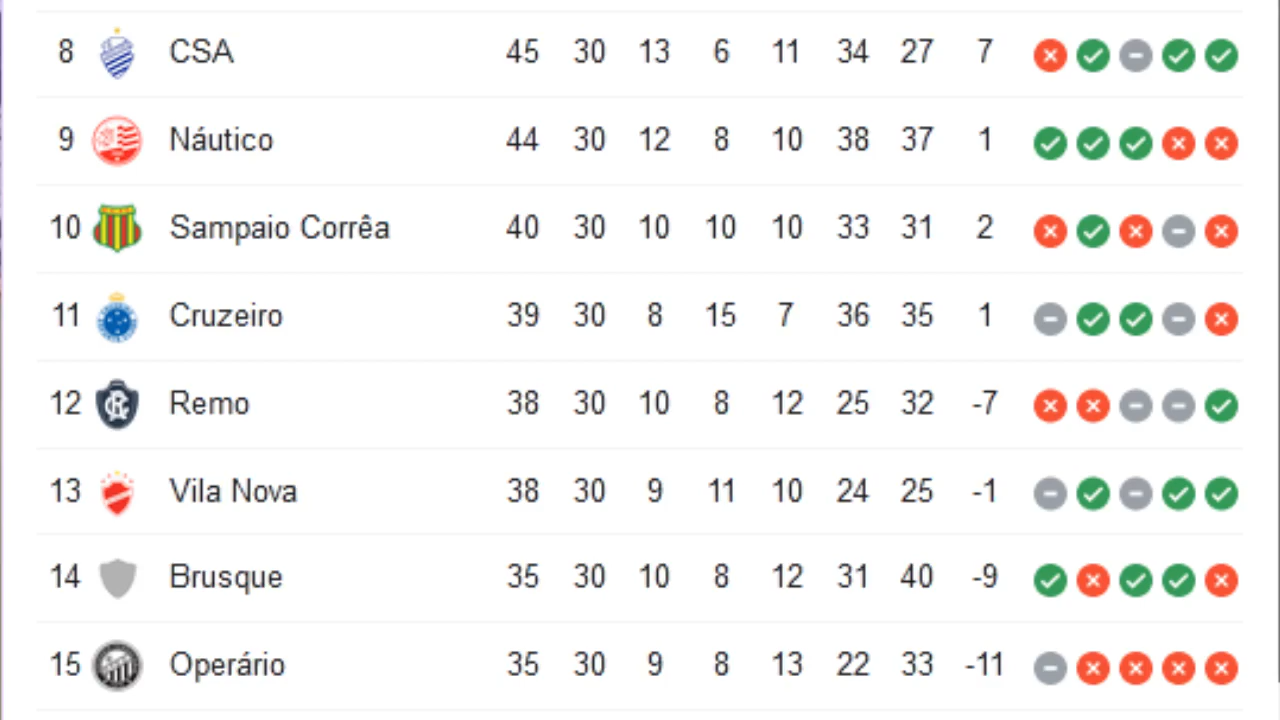 8 CSA 45 30 13 6 11 34 27 7
9 Náutico 44 30 12 8 10 38 37 1
10 Sampaio Corrêa 40 30 10 10 10 33 31 2
11 Cruzeiro 39 30 8 15 7 36 35 1
12 Remo 38 30 10 8 12 25 32 -7
13 Vila Nova 38 30 9 11 10 24 25 -1
14 Brusque 35 30 10 8 12 31 40 -9
15 Operário 35 30 9 8 13 22 33 -11